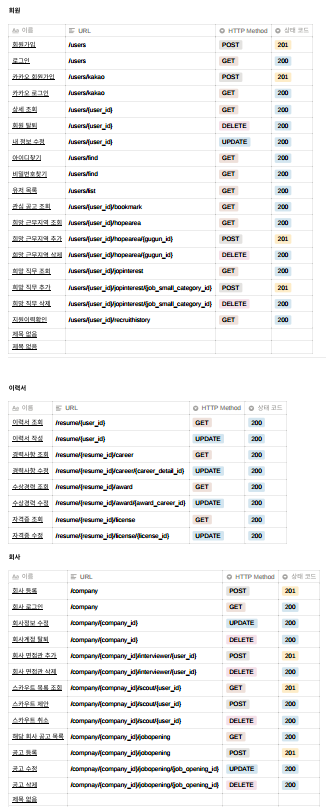 회원
이름 URL HTTP Method 상태 코드
회원가입 /users POST 201
로그인 /users GET 200
카카오 회원가입 /users/kakao POST 201
카카오 로그인 /users/kakao GET 200
상세 조회 /users/{user_id} GET 200
회원 탈퇴 /users/{user_id} DELETE 200
내 정보 수정 /users/{user_id} UPDATE 200
아이디찾기 /users/find GET 200
비밀번호찾기 /users/find GET 200
유저 목록 /users/list GET 200
관심 공고 조회 /users/{user_id}/bookmark GET 200
희망 근무지역 조회 /users/{user_id}/hopearea GET 200
희망 근무지역 추가 /users/{user_id}/hopearea/{gugun_id} POST 201
희망 근무지역 삭제 /users/{user_id}/hopearea/{gugun_id} DELETE 200
희망 직무 조회 /users/{user_id}/jopinterest GET 200
희망 직무 추가 /users/{user_id}/jopinterest/{job_small_category_id} POST 201
희망 직무 삭제 /users/{user_id}/jopinterest/{job_small_category_id} DELETE 200
지원이력확인 /users/{user_id}/recruithistory GET 200
제목 없음
제목 없음
이력서
이름 URL HTTP Method 상태 코드
이력서 조회 /resume/{user_id} GET 200
이력서 작성 /resume/{user_id} UPDATE 200
경력사항 조회 /resume/{resume_id}/career GET 200
경력사항 수정 /resume/{resume_id}/career/{career_detail_id} UPDATE 200
수상경력 조회 /resume/{resume_id}/award GET 200
수상경력 수정 /resume/{resume_id}/award/{award_career_id} UPDATE 200
자격증 조회 /resume/{resume_id}/license GET 200
자격증 수정 /resume/{resume_id}/license/{license_id} UPDATE 200
회사
이름 URL HTTP Method 상태 코드
회사 등록 /company POST 201
회사 로그인 /company GET 200
회사정보 수정 /company/{company_id} UPDATE 200
회사계정 탈퇴 /company/{company_id} DELETE 200
회사 면접관 추가 /company/{company_id}/interviewer/{user_id} POST 201
회사 면접관 삭제 /company/{company_id}/interviewer/{user_id} DELETE 200
스카우트 목록 조회 /company/{company_id}/scout/{user_id} GET 201
스카우트 제안 /company/{company_id}/scout/{user_id} POST 200
스카우트 취소 /company/{company_id}/scout/{user_id} DELETE 200
해당 회사 공고 목록 /compnay/{company_id}/jobopening GET 200
공고 등록 /compnay/{company_id}/jobopening POST 201
공고 수정 /compnay/{company_id}/jobopening/{job_opening_id} UPDATE 200
공고 삭제 /compnay/{company_id}/jobopening/{job_opening_id} DELETE 200
제목 없음